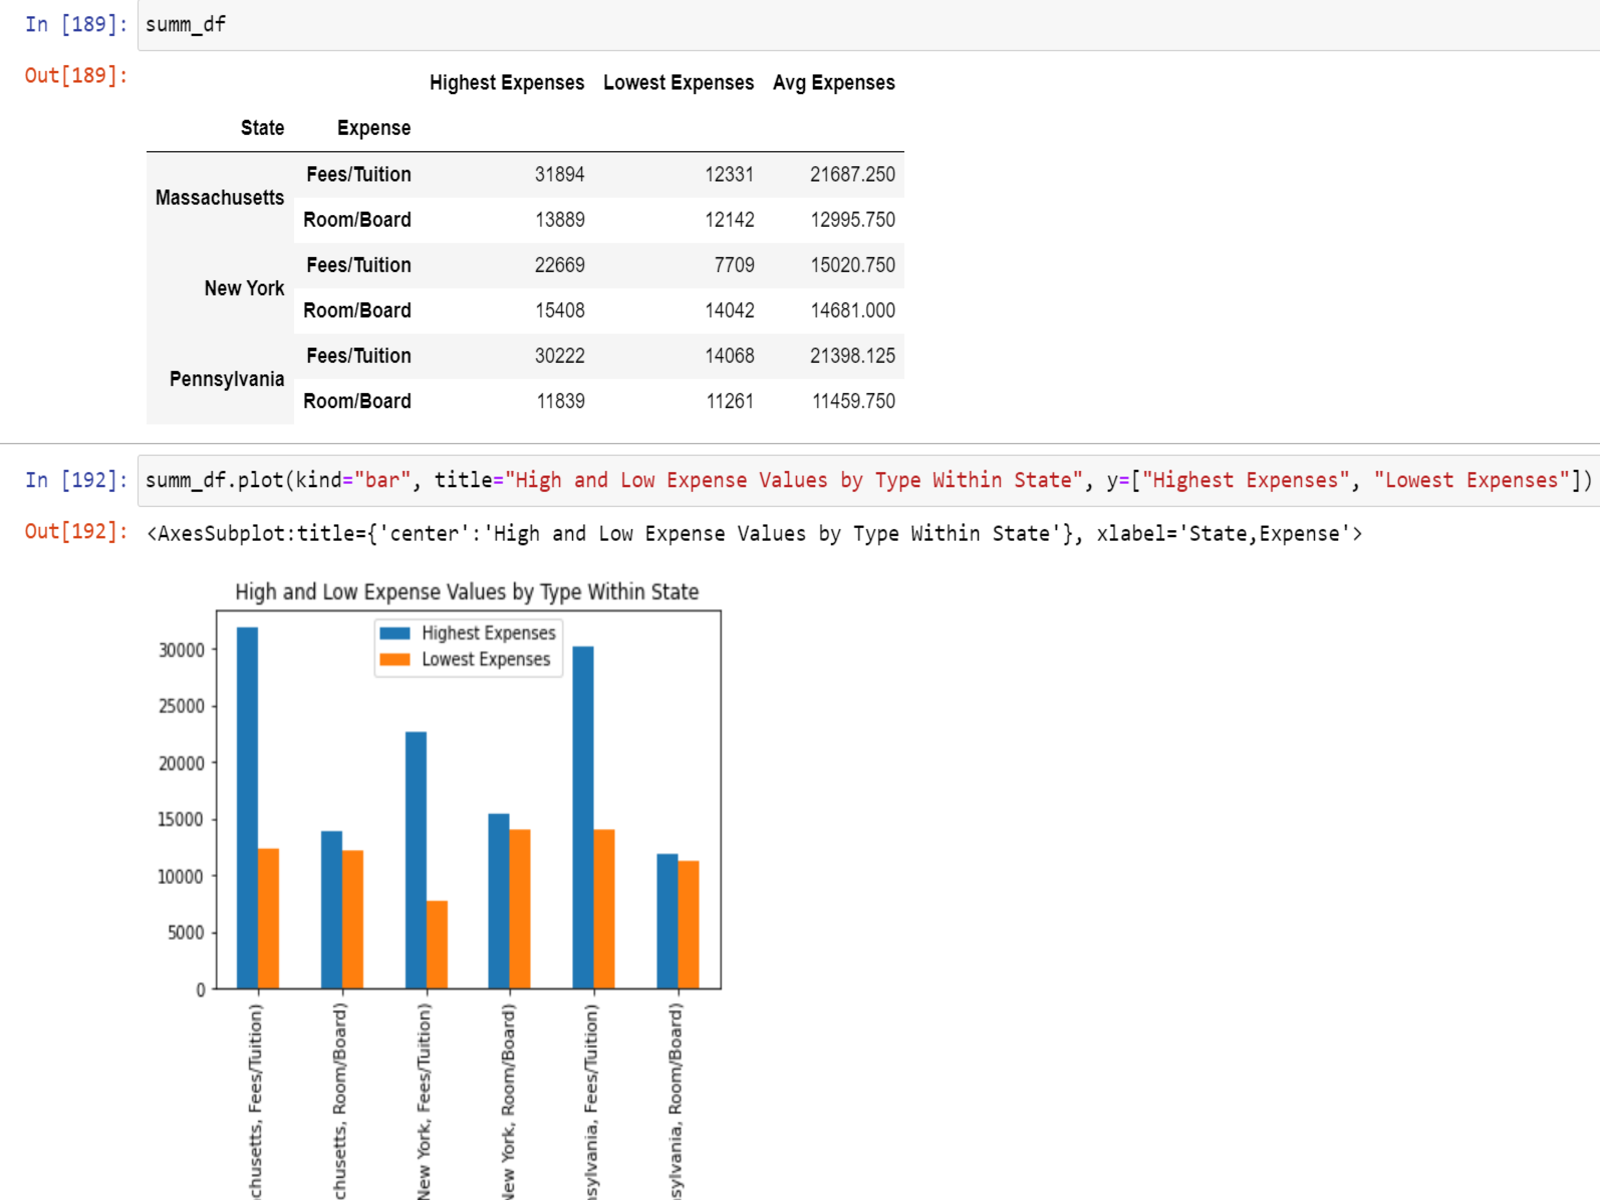 In [189]: summ_df
Out[189]:
Highest Expenses Lowest Expenses Avg Expenses
State Expense
Massachusetts Fees/Tuition 31894 12331 21687.250
Room/Board 13889 12142 12995.750
New York Fees/Tuition 22669 7709 15020.750
Room/Board 15408 14042 14681.000
Pennsylvania Fees/Tuition 30222 14068 21398.125
Room/Board 11839 11261 11459.750
In [192]: summ_df.plot(kind="bar", title="High and Low Expense Values by Type Within State", y=["Highest Expenses", "Lowest Expenses"])
Out[192]: <AxesSubplot:title={'center':'High and Low Expense Values by Type Within State'}, xlabel='State,Expense'>
High and Low Expense Values by Type Within State
Highest Expenses
Lowest Expenses
30000
25000
20000
15000
10000
5000
0
chusetts, Fees/Tuition)
chusetts, Room/Board)
New York, Fees/Tuition)
New York, Room/Board)
sylvania, Fees/Tuition)
sylvania, Room/Board)